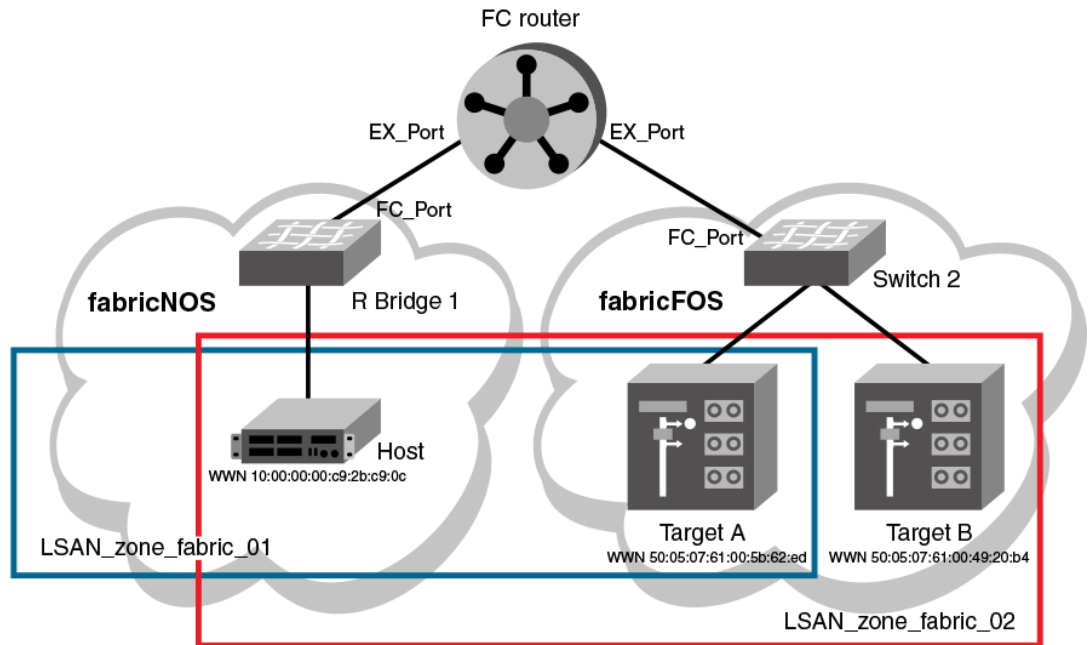 FC router
EX_Port
EX_Port
FC_Port
FC_Port
fabricNOS
R Bridge 1
fabricFOS
Switch 2
Host
WWN 10:00:00:00:c9:2b:c9:0c
Target A
WWN 50:05:07:61:00:5b:62:ed
Target B
WWN 50:05:07:61:00:49:20:b4
LSAN_zone_fabric_01
LSAN_zone_fabric_02